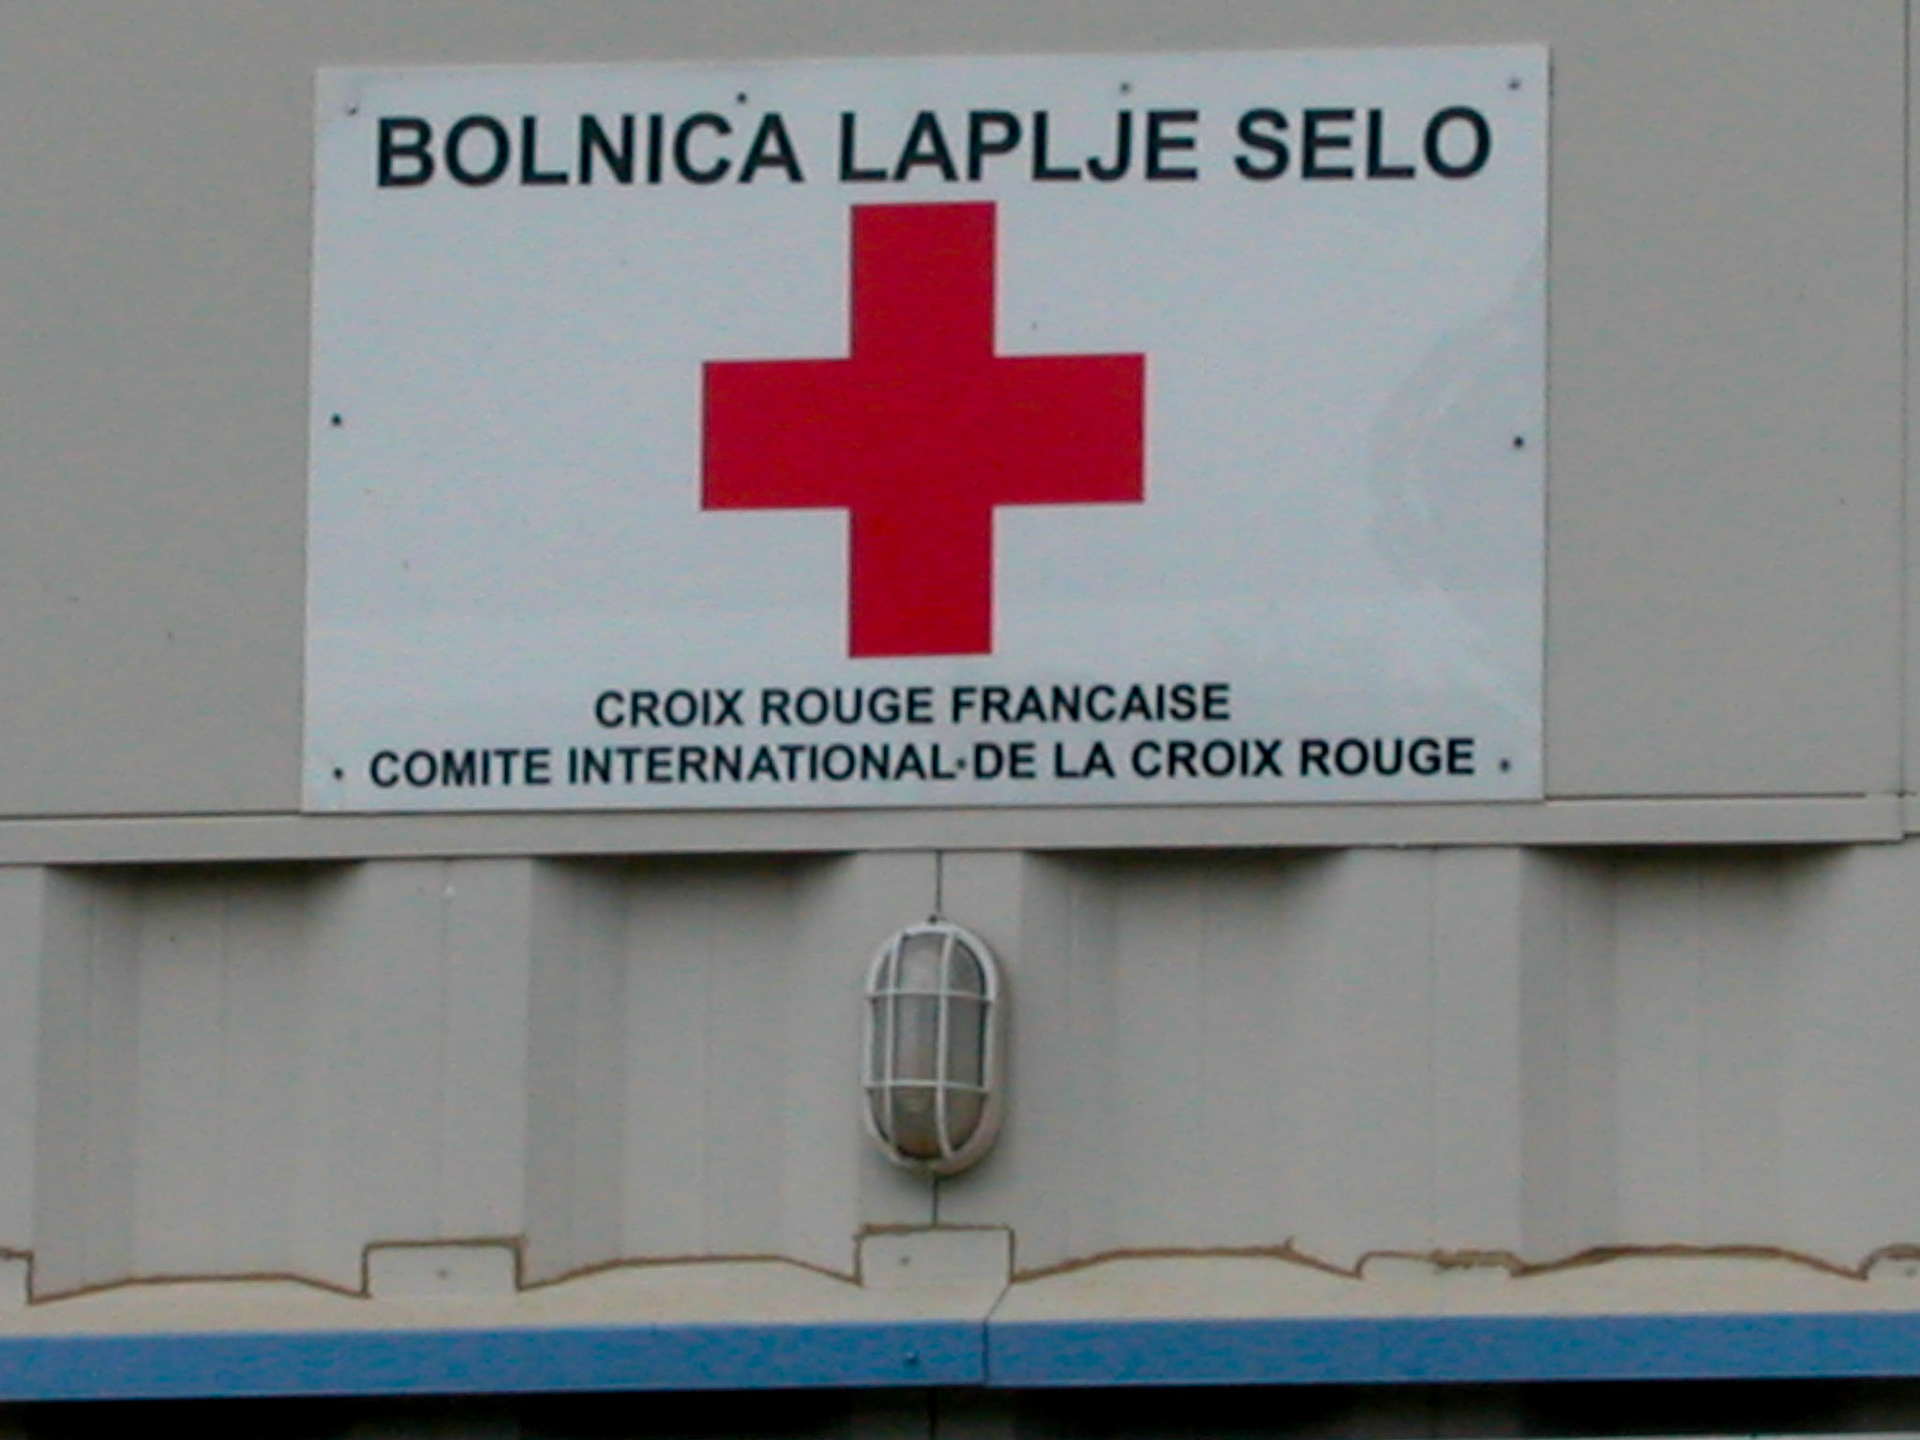 BOLNICA LAPLJE SELO
CROIX ROUGE FRANCAISE
COMITE INTERNATIONAL DE LA CROIX ROUGE